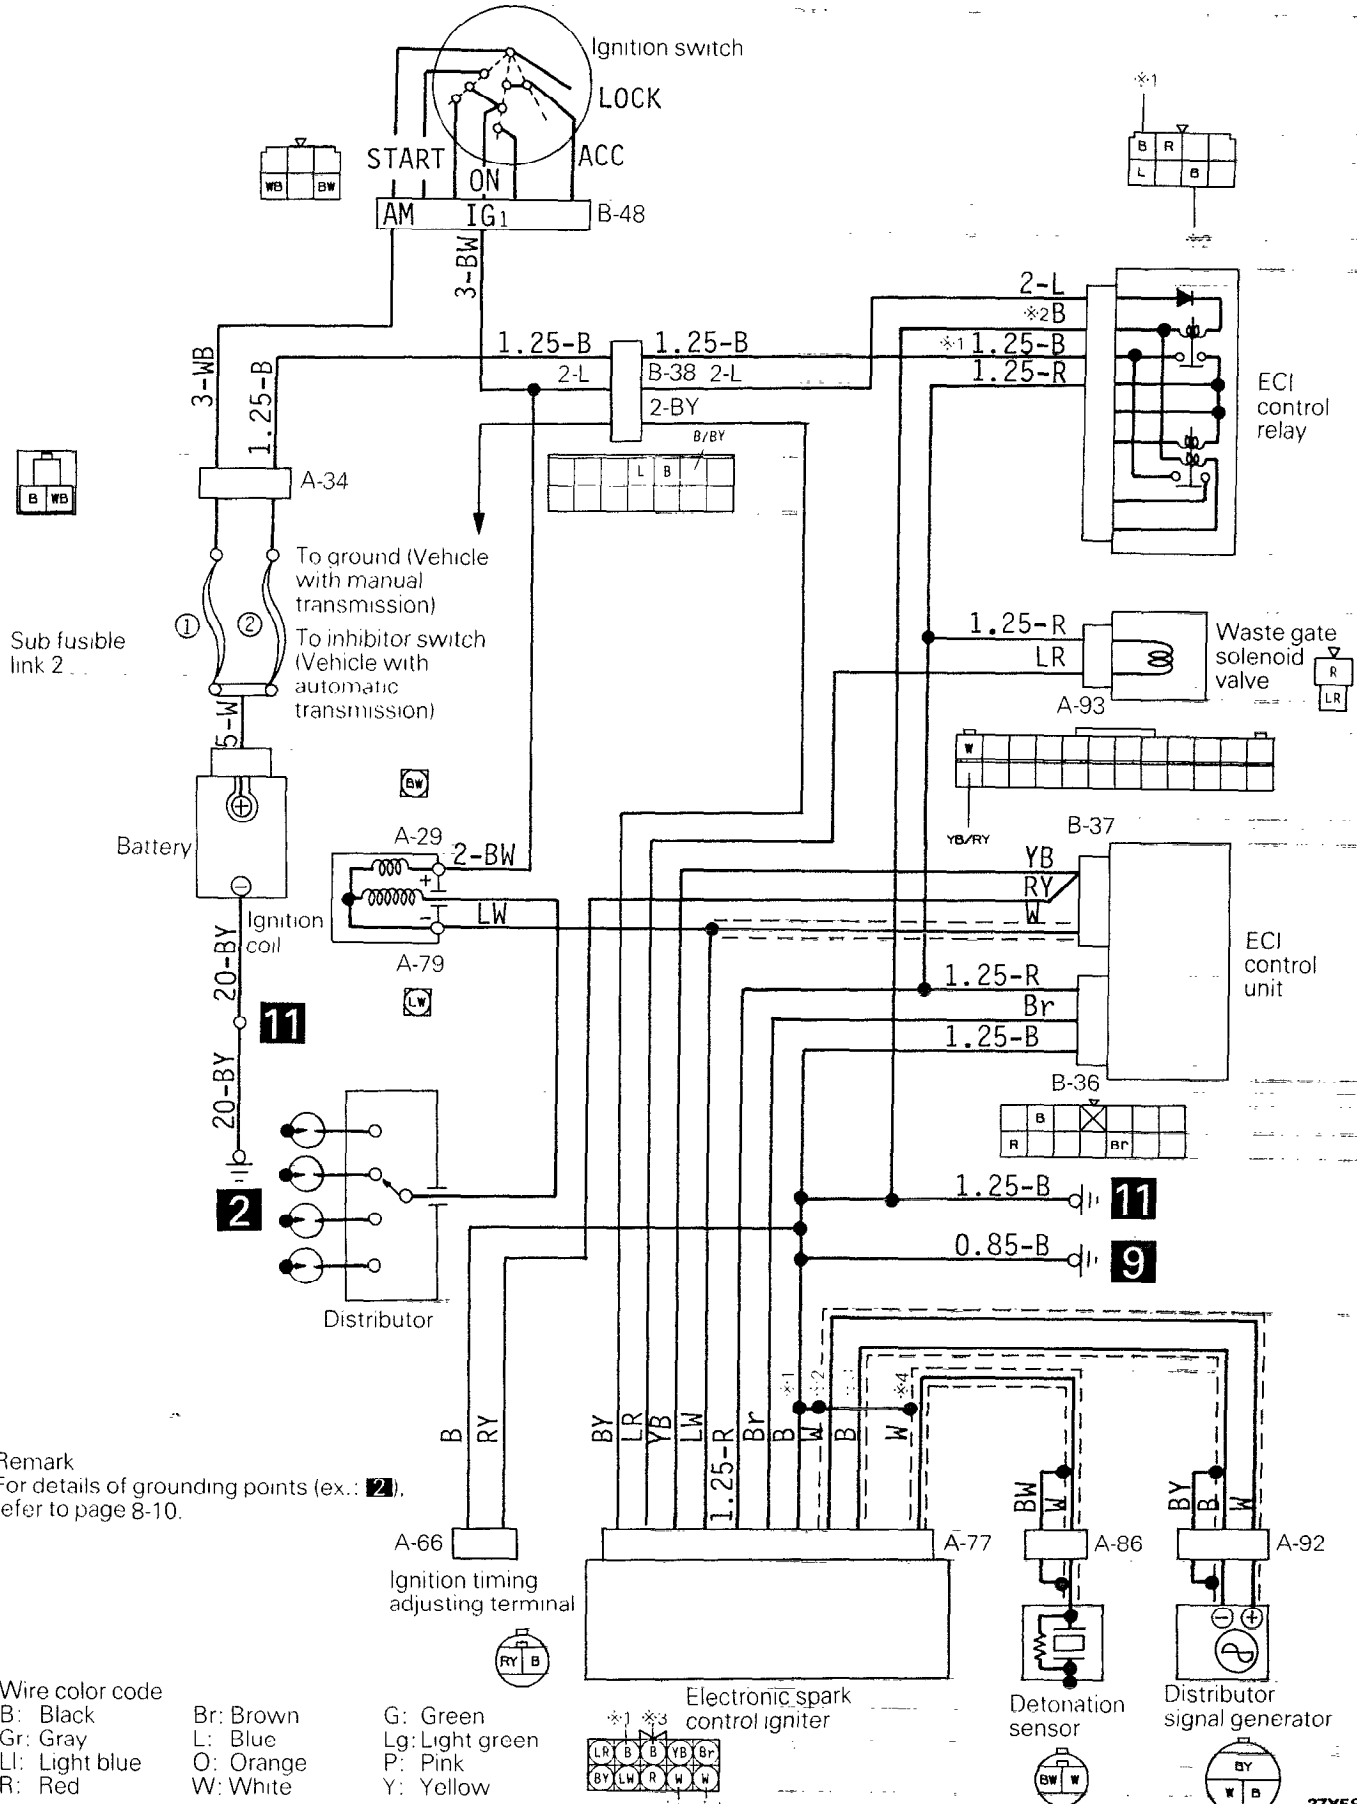 Ignition switch
LOCK
※1
B R
L B
START
ACC
ON
WB BW
AM IG1
B-48
※2
3-BW
2-L
※2B
1.25-B
1.25-B
※1 1.25-B
1.25-R
3-WB
1.25-B
2-L
B-38 2-L
2-BY
ECI
control
relay
B/BY
L B
A-34
B WB
To ground (Vehicle
with manual
transmission)
To inhibitor switch
(Vehicle with
automatic
transmission)
① ②
Sub fusible
link 2
1.25-R
LR
A-93
Waste gate
solenoid
valve
R
LR
5-W
W
YB/RY
BW
Battery
A-29
2-BW
B-37
YB
RY
W
Ignition
coil
LW
A-79
LW
ECI
control
unit
20-BY
11
1.25-R
Br
1.25-B
B-36
B
R Br
20-BY
2
1.25-B
11
0.85-B
9
Distributor
※1 ※2 ※4
B RY
BY LR YB LW 1.25-R Br B W B W
BW W
BY B W
Remark
For details of grounding points (ex.: 2),
refer to page 8-10.
A-66
A-77
A-86
A-92
Ignition timing
adjusting terminal
RY B
Electronic spark
control igniter
Detonation
sensor
Distributor
signal generator
Wire color code
B: Black Br: Brown G: Green
Gr: Gray L: Blue Lg: Light green
Ll: Light blue O: Orange P: Pink
R: Red W: White Y: Yellow
※1 ※3
LR B B YB Br
BY LW R W W
BW W
BY
W B